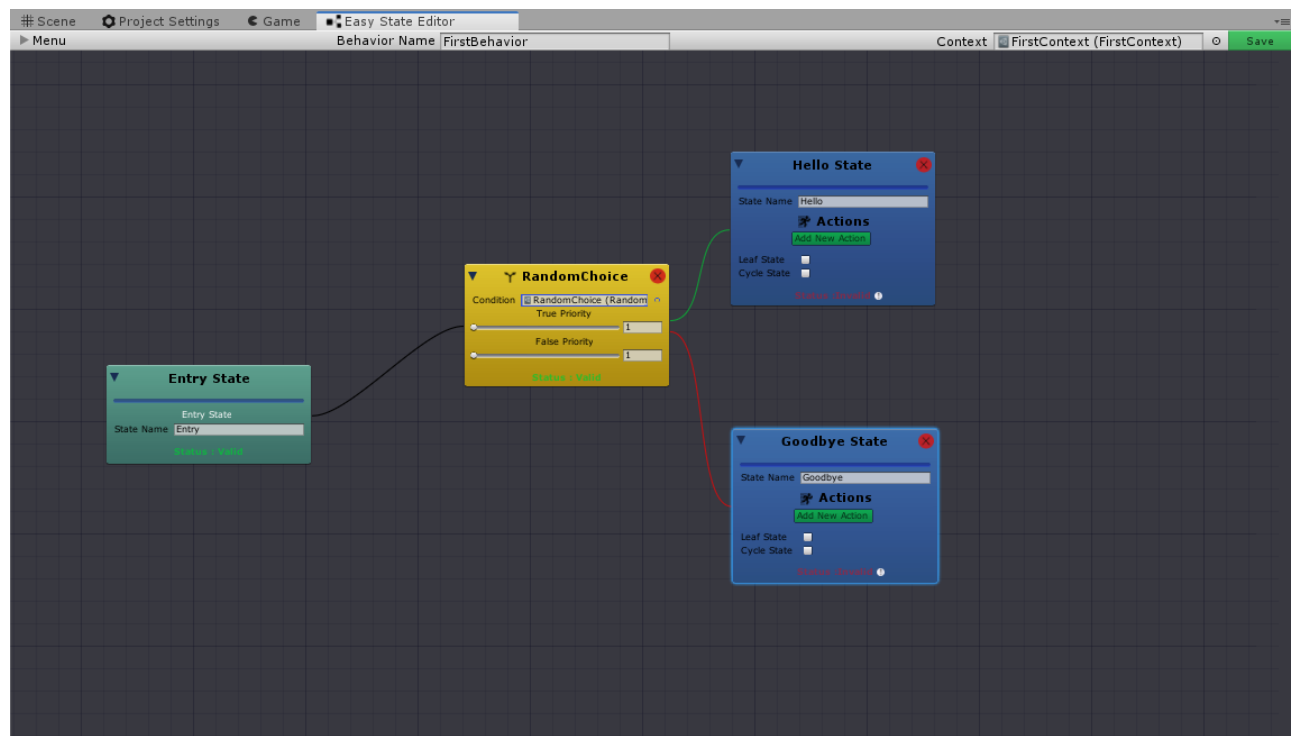 Scene Project Settings Game Easy State Editor
Menu Behavior Name FirstBehavior Context FirstContext (FirstContext) Save
Hello State
State Name Hello
Actions
Add New Action
Leaf State
Cycle State
RandomChoice
Condition RandomChoice (Random
True Priority
1
False Priority
1
Status : Valid
Entry State
Entry State
State Name Entry
Status : Valid
Goodbye State
State Name Goodbye
Actions
Add New Action
Leaf State
Cycle State